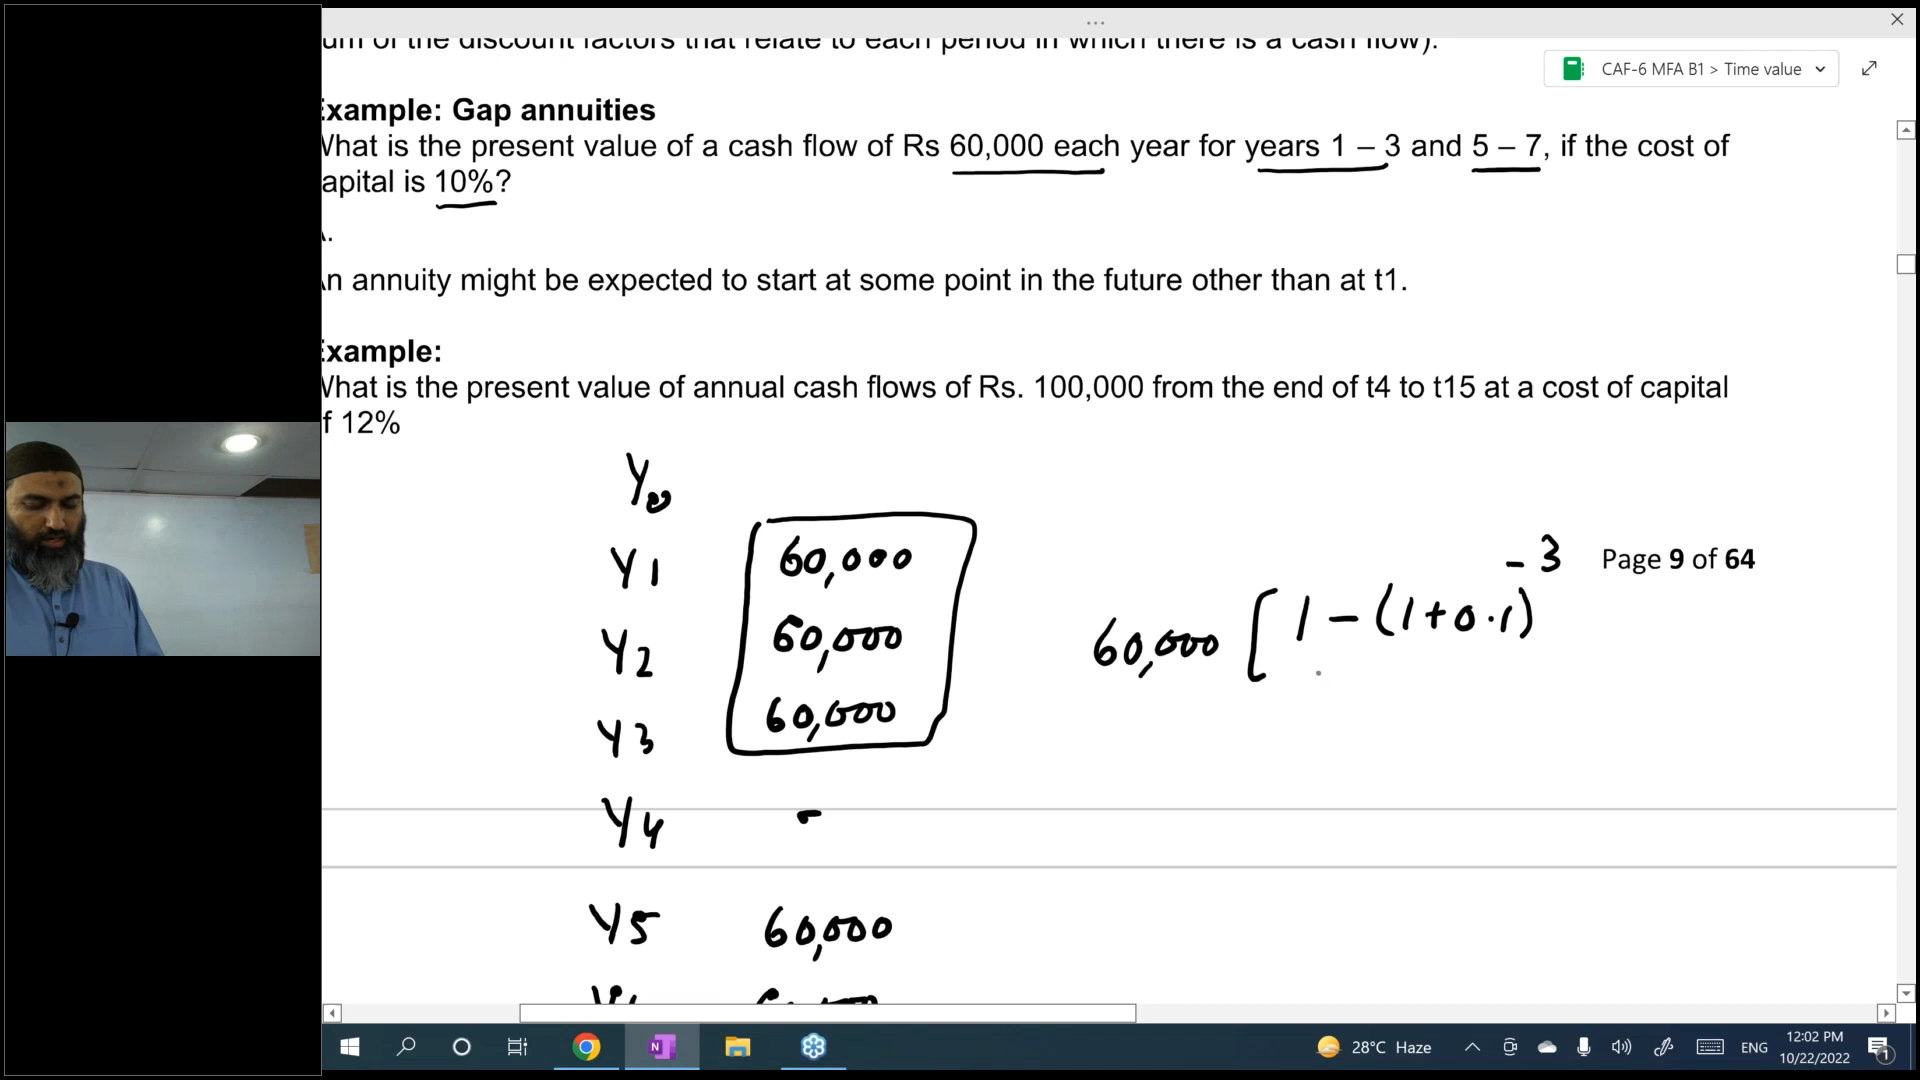 CAF-6 MFA B1 > Time value
xample: Gap annuities
What is the present value of a cash flow of Rs 60,000 each year for years 1 – 3 and 5 – 7, if the cost of
apital is 10%?
n annuity might be expected to start at some point in the future other than at t1.
xample:
What is the present value of annual cash flows of Rs. 100,000 from the end of t4 to t15 at a cost of capital
f 12%
Y0
Y1 60,000
Y2 60,000
Y3 60,000
60,000 [ 1 - (1+0.1) -3
Page 9 of 64
Y4 -
Y5 60,000
28°C Haze
ENG
12:02 PM
10/22/2022
1